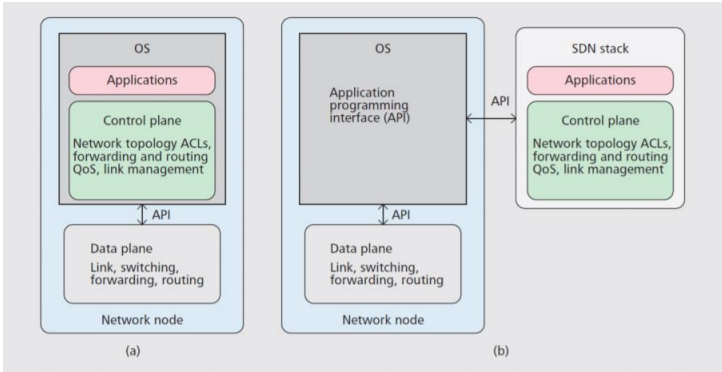 OS
Applications
Control plane
Network topology ACLs,
forwarding and routing
QoS, link management
API
Data plane
Link, switching,
forwarding, routing
Network node
(a)
OS
Application
programming
interface (API)
API
Data plane
Link, switching,
forwarding, routing
Network node
API
SDN stack
Applications
Control plane
Network topology ACLs,
forwarding and routing
QoS, link management
(b)